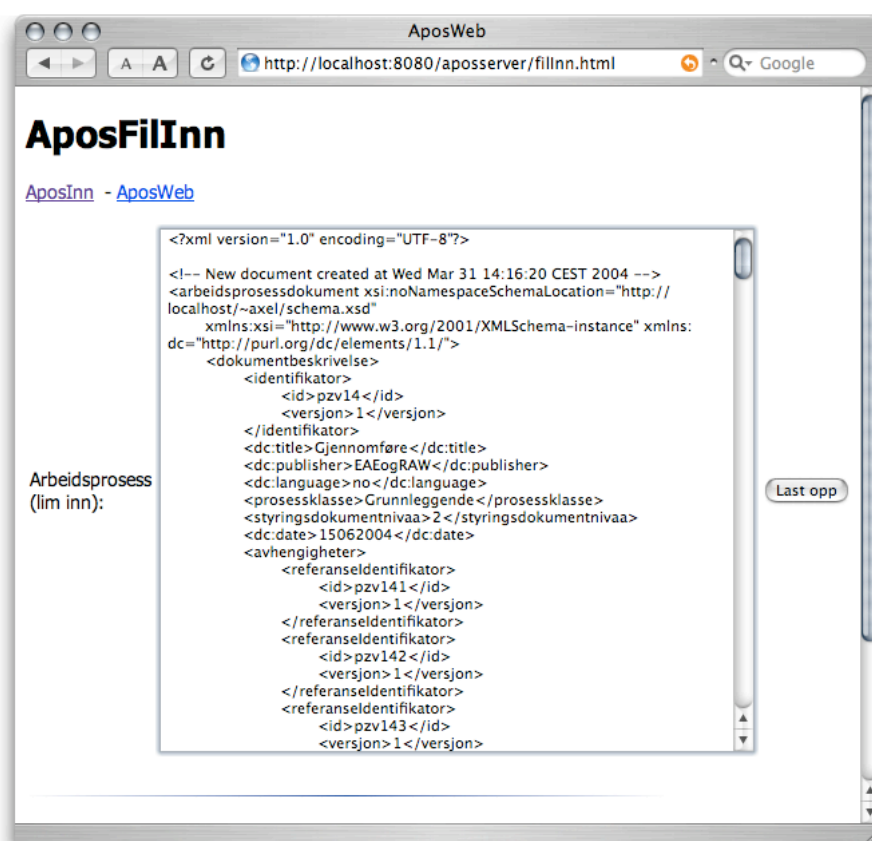 AposWeb
A A http://localhost:8080/aposserver/filInn.html Google
AposFilInn
AposInn - AposWeb
<?xml version="1.0" encoding="UTF-8"?>
<!-- New document created at Wed Mar 31 14:16:20 CEST 2004 -->
<arbeidsprosessdokument xsi:noNamespaceSchemaLocation="http://
localhost/~axel/schema.xsd"
xmlns:xsi="http://www.w3.org/2001/XMLSchema-instance" xmlns:
dc="http://purl.org/dc/elements/1.1/">
<dokumentbeskrivelse>
<identifikator>
<id>pzv14</id>
<versjon>1</versjon>
</identifikator>
<dc:title>Gjennomføre</dc:title>
<dc:publisher>EAEogRAW</dc:publisher>
<dc:language>no</dc:language>
<prosessklasse>Grunnleggende</prosessklasse>
<styringsdokumentnivaa>2</styringsdokumentnivaa>
<dc:date>15062004</dc:date>
<avhengigheter>
<referanseIdentifikator>
<id>pzv141</id>
<versjon>1</versjon>
</referanseIdentifikator>
<referanseIdentifikator>
<id>pzv142</id>
<versjon>1</versjon>
</referanseIdentifikator>
<referanseIdentifikator>
<id>pzv143</id>
<versjon>1</versjon>
Arbeidsprosess
(lim inn):
Last opp